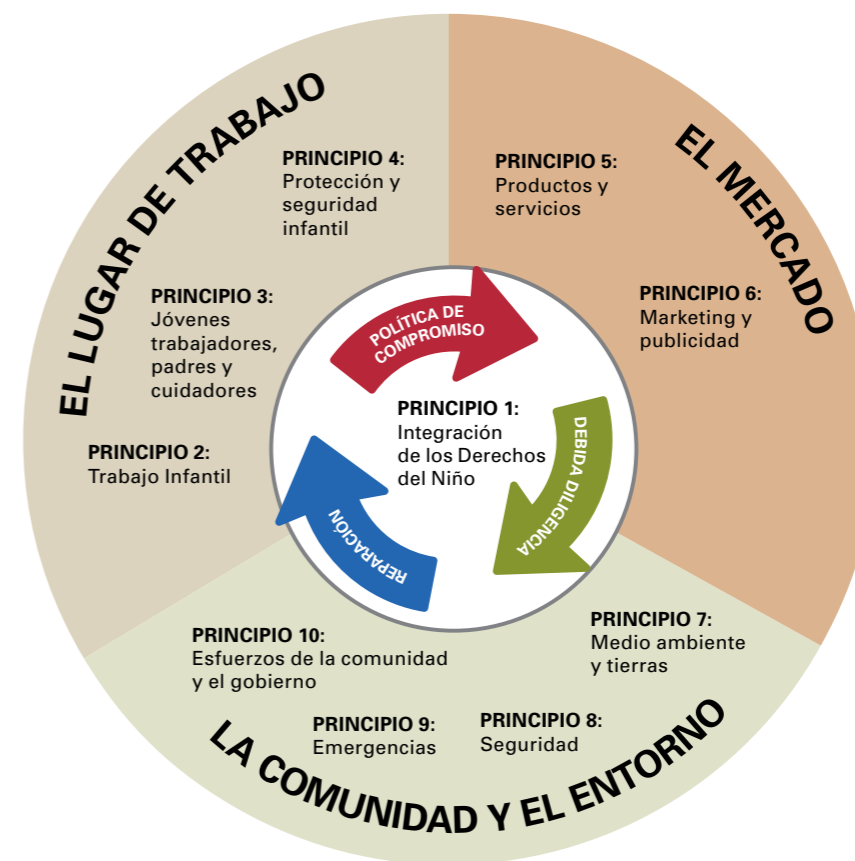 EL LUGAR DE TRABAJO
PRINCIPIO 4:
Protección y
seguridad
infantil
PRINCIPIO 3:
Jóvenes
trabajadores,
padres y
cuidadores
PRINCIPIO 2:
Trabajo Infantil
EL MERCADO
PRINCIPIO 5:
Productos y
servicios
PRINCIPIO 6:
Marketing y
publicidad
POLÍTICA DE
COMPROMISO
PRINCIPIO 1:
Integración
de los Derechos
del Niño
DEBIDA DILIGENCIA
REPARACIÓN
PRINCIPIO 7:
Medio ambiente
y tierras
PRINCIPIO 8:
Seguridad
PRINCIPIO 9:
Emergencias
PRINCIPIO 10:
Esfuerzos de la comunidad
y el gobierno
LA COMUNIDAD Y EL ENTORNO